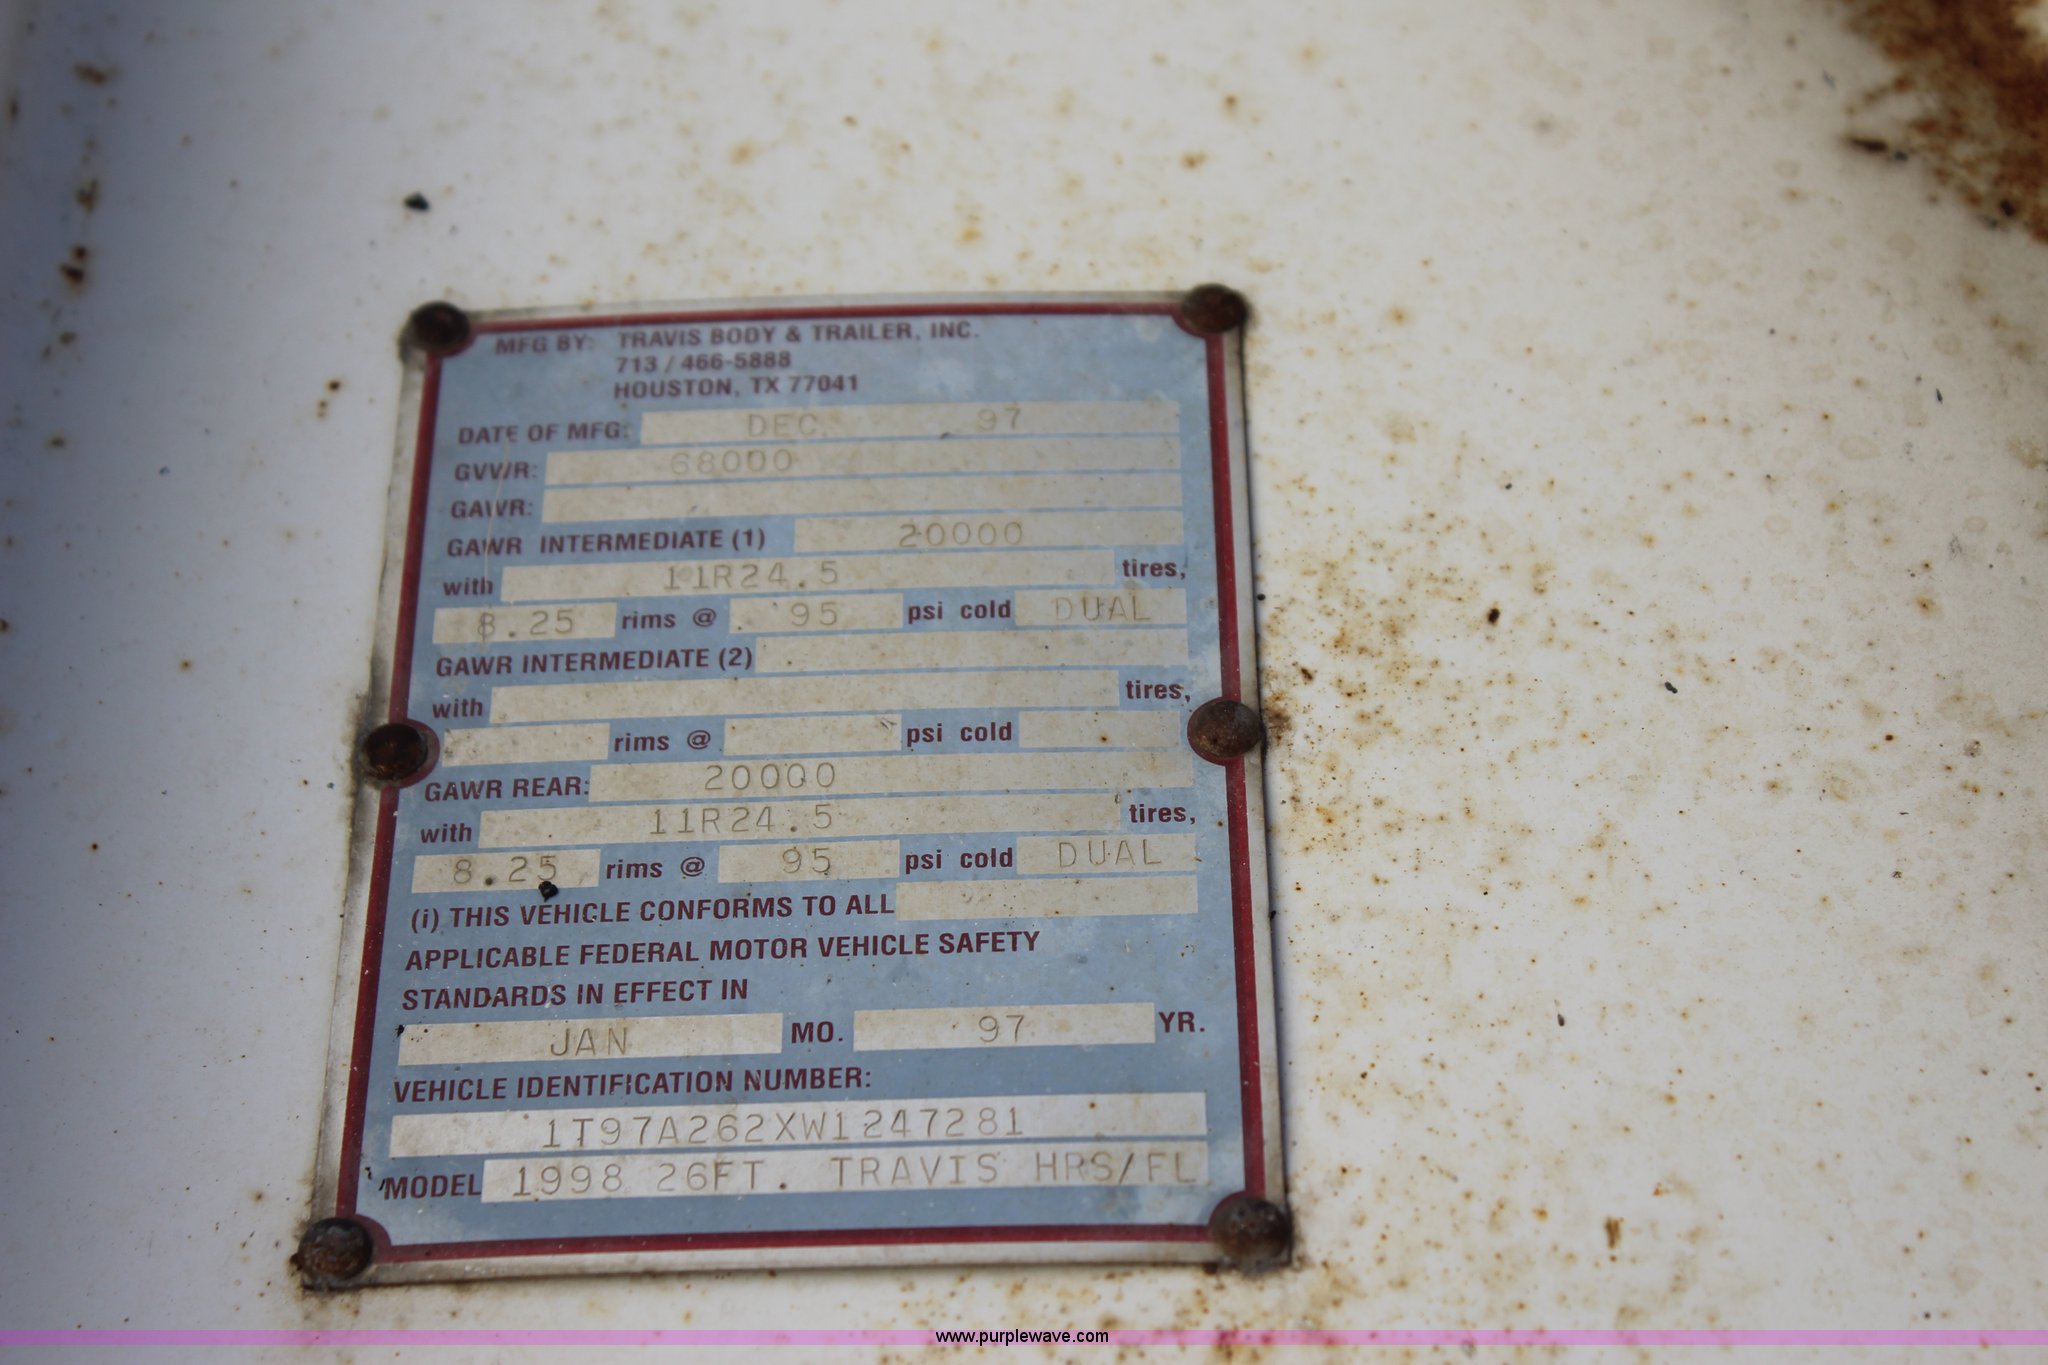 MFG BY: TRAVIS BODY & TRAILER, INC.
713 / 466-5888
HOUSTON, TX 77041
DATE OF MFG: DEC. 97
GVWR: 68000
GAWR:
GAWR INTERMEDIATE (1) 20000
with 11R24.5 tires,
8.25 rims @ 95 psi cold DUAL
GAWR INTERMEDIATE (2)
with tires,
rims @ psi cold
GAWR REAR: 20000
with 11R24.5 tires,
8.25 rims @ 95 psi cold DUAL
(i) THIS VEHICLE CONFORMS TO ALL
APPLICABLE FEDERAL MOTOR VEHICLE SAFETY
STANDARDS IN EFFECT IN
JAN MO. 97 YR.
VEHICLE IDENTIFICATION NUMBER:
1T97A262XW1247281
MODEL 1998 26FT. TRAVIS HRS/FL
www.purplewave.com